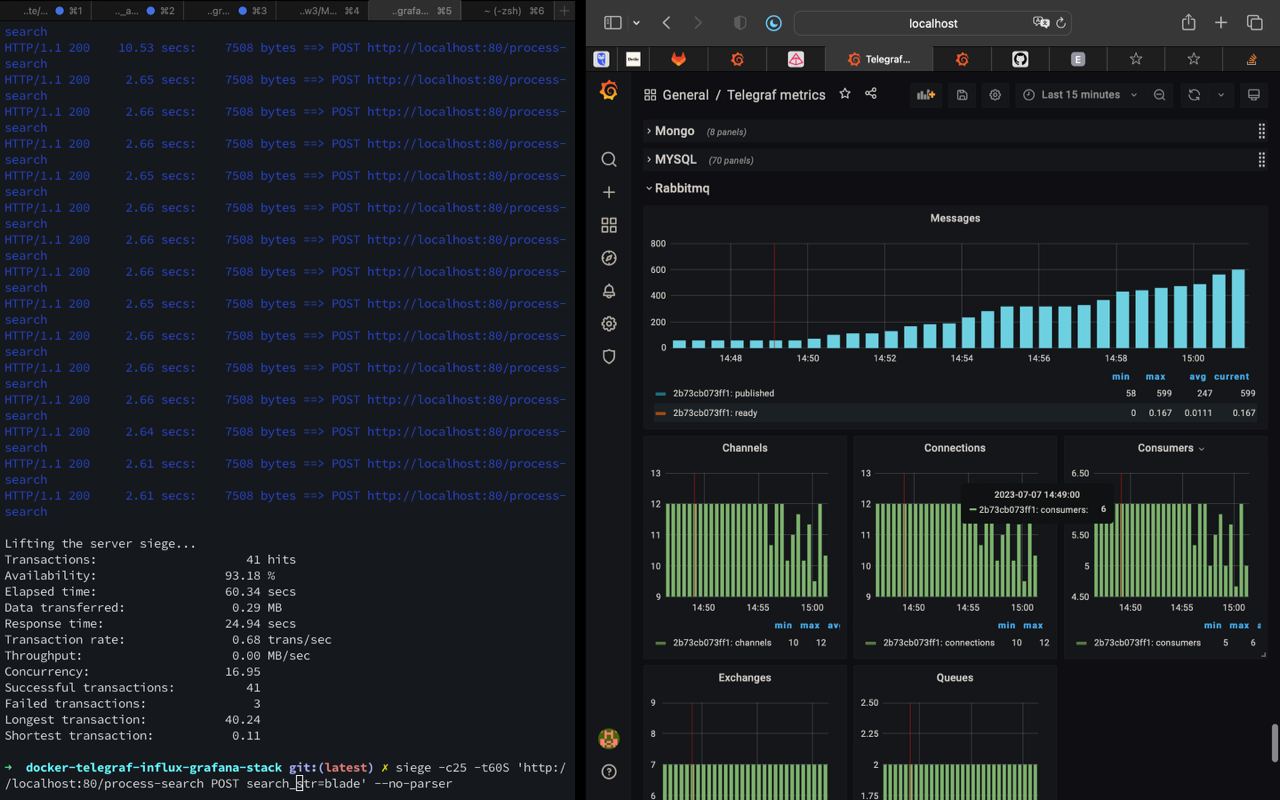 ..te/... ⌘1 .._a... ⌘2 ..gr... ⌘3 ..w3/M... ⌘4 ..grafa... ⌘5 ~ (-zsh) ⌘6
search
HTTP/1.1 200 10.53 secs: 7508 bytes ==> POST http://localhost:80/process-
search
HTTP/1.1 200 2.65 secs: 7508 bytes ==> POST http://localhost:80/process-
search
HTTP/1.1 200 2.66 secs: 7508 bytes ==> POST http://localhost:80/process-
search
HTTP/1.1 200 2.66 secs: 7508 bytes ==> POST http://localhost:80/process-
search
HTTP/1.1 200 2.65 secs: 7508 bytes ==> POST http://localhost:80/process-
search
HTTP/1.1 200 2.66 secs: 7508 bytes ==> POST http://localhost:80/process-
search
HTTP/1.1 200 2.66 secs: 7508 bytes ==> POST http://localhost:80/process-
search
HTTP/1.1 200 2.66 secs: 7508 bytes ==> POST http://localhost:80/process-
search
HTTP/1.1 200 2.65 secs: 7508 bytes ==> POST http://localhost:80/process-
search
HTTP/1.1 200 2.66 secs: 7508 bytes ==> POST http://localhost:80/process-
search
HTTP/1.1 200 2.66 secs: 7508 bytes ==> POST http://localhost:80/process-
search
HTTP/1.1 200 2.66 secs: 7508 bytes ==> POST http://localhost:80/process-
search
HTTP/1.1 200 2.64 secs: 7508 bytes ==> POST http://localhost:80/process-
search
HTTP/1.1 200 2.61 secs: 7508 bytes ==> POST http://localhost:80/process-
search
HTTP/1.1 200 2.61 secs: 7508 bytes ==> POST http://localhost:80/process-
search
Lifting the server siege...
Transactions: 41 hits
Availability: 93.18 %
Elapsed time: 60.34 secs
Data transferred: 0.29 MB
Response time: 24.94 secs
Transaction rate: 0.68 trans/sec
Throughput: 0.00 MB/sec
Concurrency: 16.95
Successful transactions: 41
Failed transactions: 3
Longest transaction: 40.24
Shortest transaction: 0.11
➜ docker-telegraf-influx-grafana-stack git:(latest) ✗ siege -c25 -t60S 'http:/
/localhost:80/process-search POST search_str=blade' --no-parser
localhost
Telegraf...
E
General / Telegraf metrics
Last 15 minutes
Mongo (8 panels)
MYSQL (70 panels)
Rabbitmq
Messages
800
600
400
200
0
14:48 14:50 14:52 14:54 14:56 14:58 15:00
min max avg current
2b73cb073ff1: published 58 599 247 599
2b73cb073ff1: ready 0 0.167 0.0111 0.167
Channels
13
12
11
10
9
14:50 14:55 15:00
min max av
2b73cb073ff1: channels 10 12
Connections
13
12
11
10
9
14:50 14:55 15:00
min max
2b73cb073ff1: connections 10 12
2023-07-07 14:49:00
2b73cb073ff1: consumers: 6
Consumers
6.50
5.50
5
4.50
14:50 14:55 15:00
min max a
2b73cb073ff1: consumers 5 6
Exchanges
9
8
7
6
Queues
2.50
2.25
2
1.75